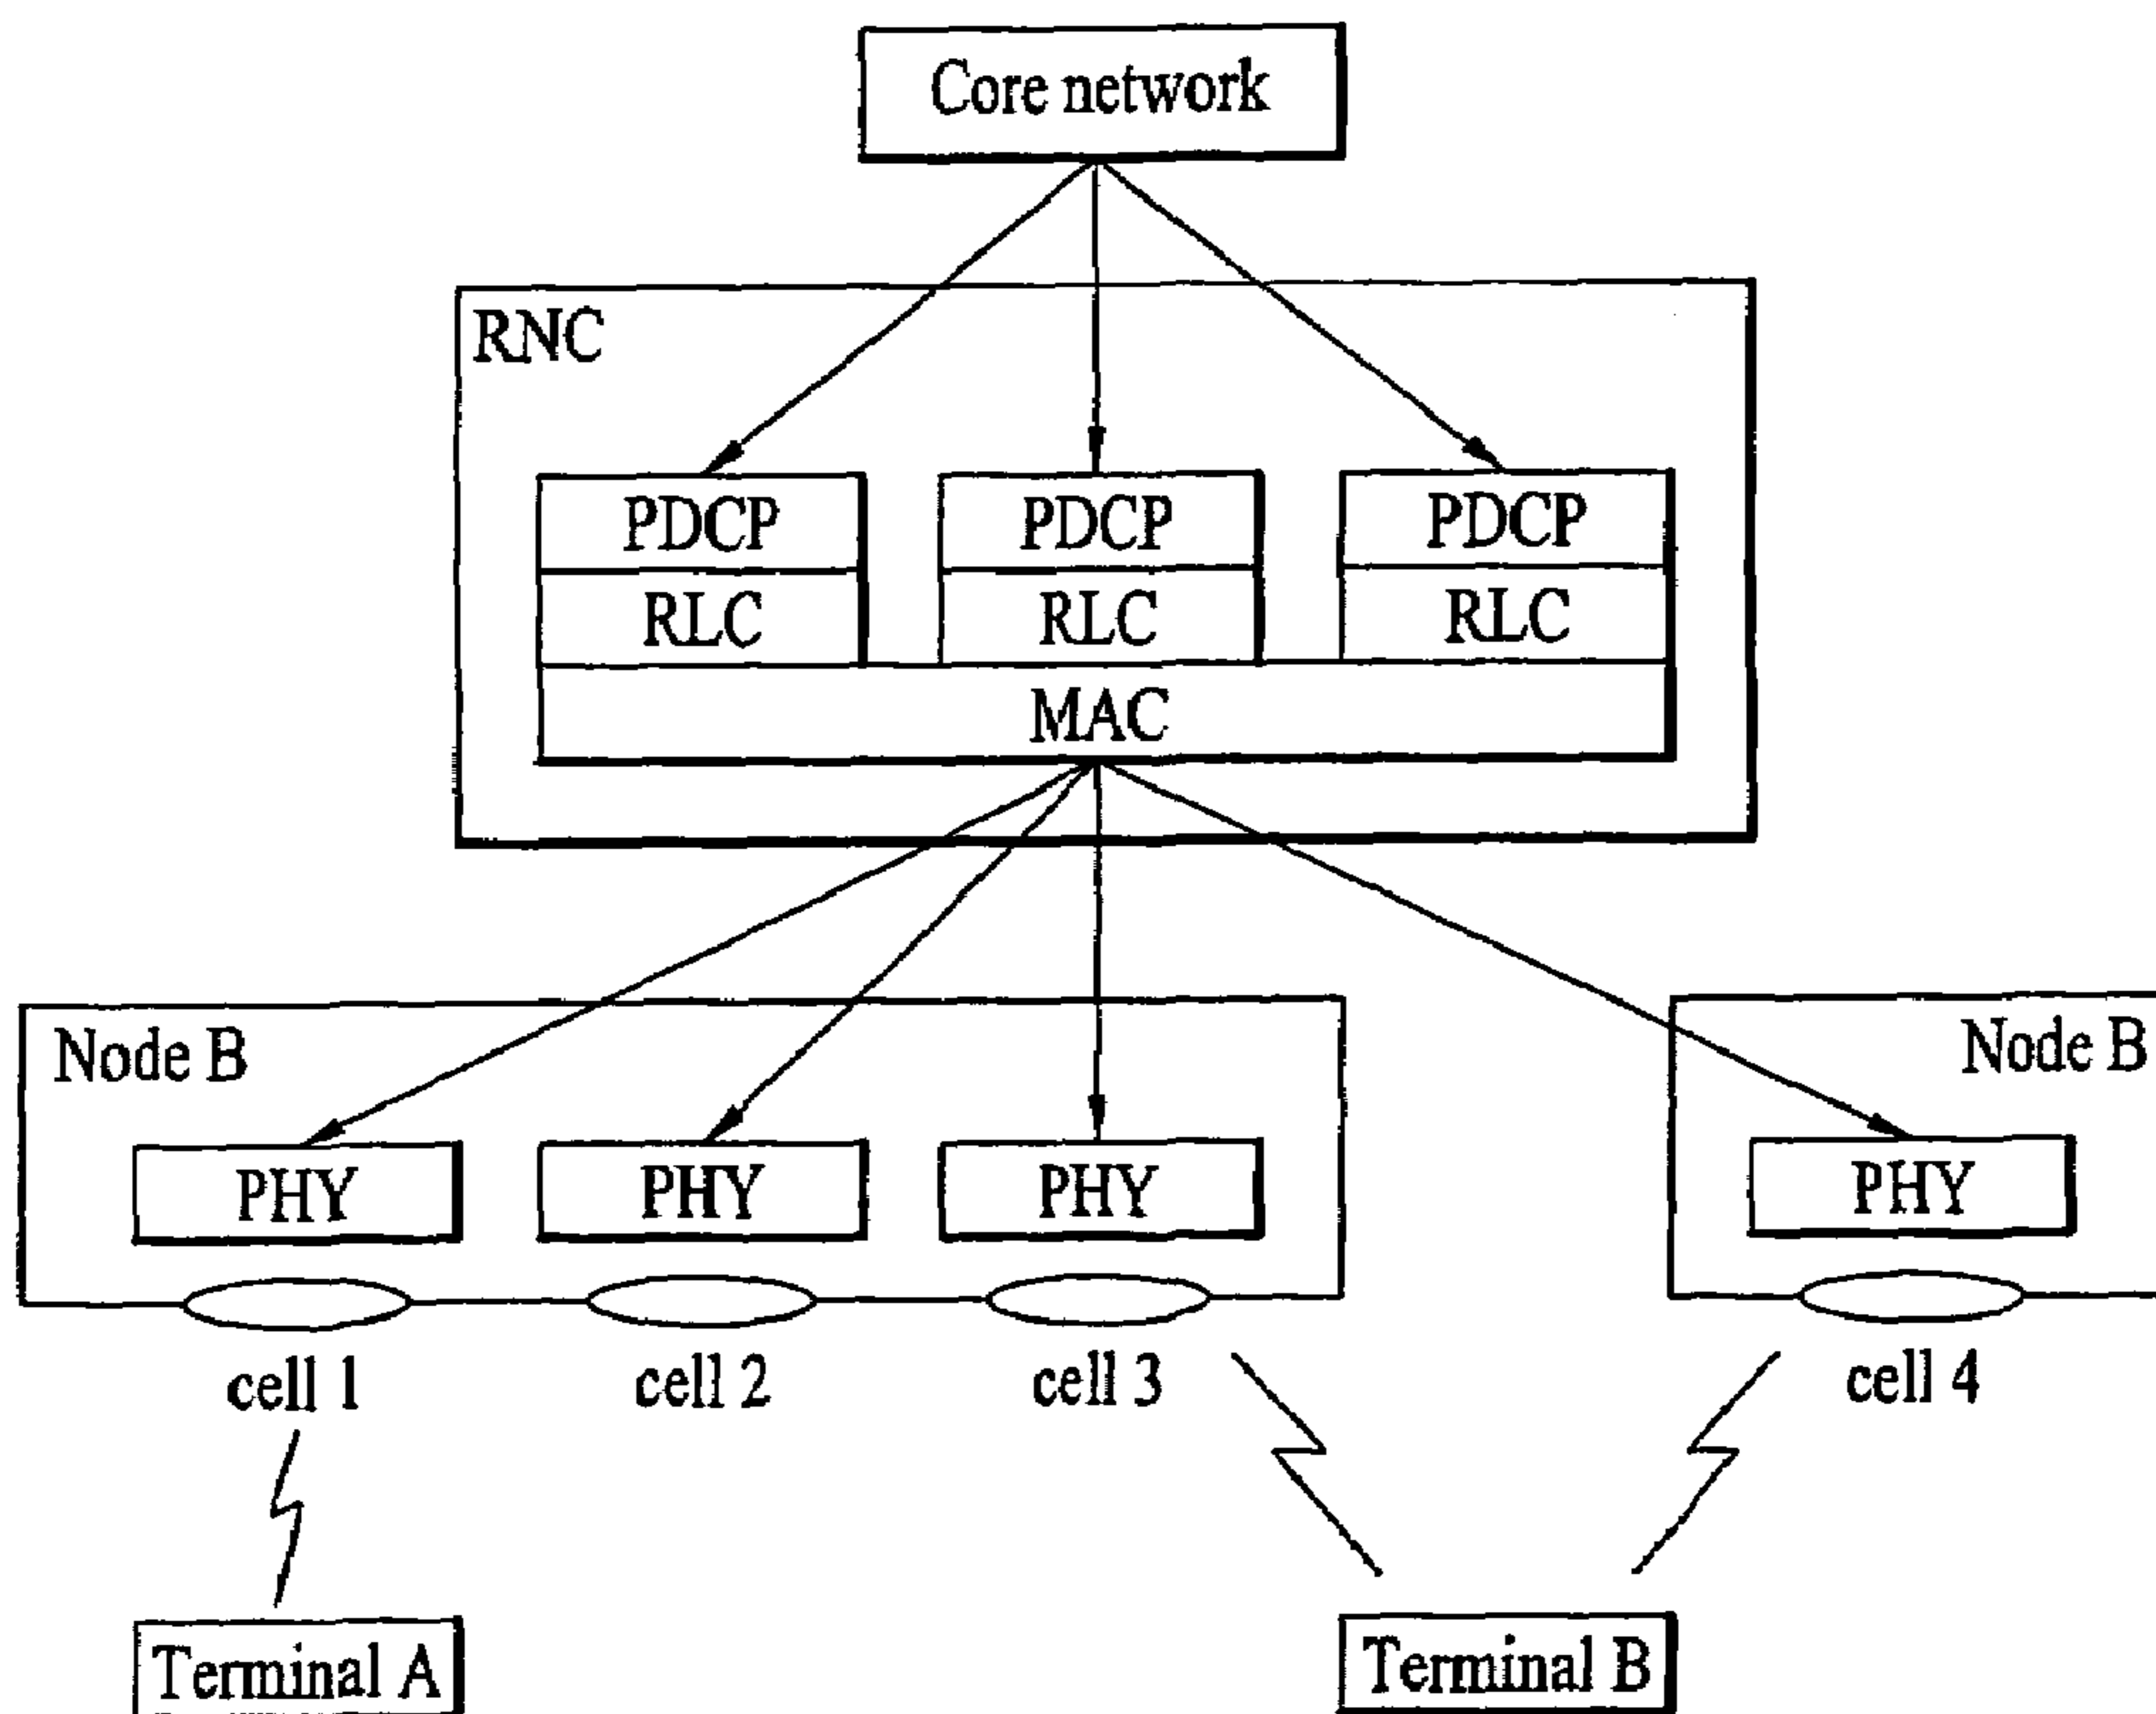 Core network
RNC
PDCP PDCP PDCP
RLC RLC RLC
MAC
Node B Node B
PHY PHY PHY PHY
cell 1 cell 2 cell 3 cell 4
Terminal A Terminal B